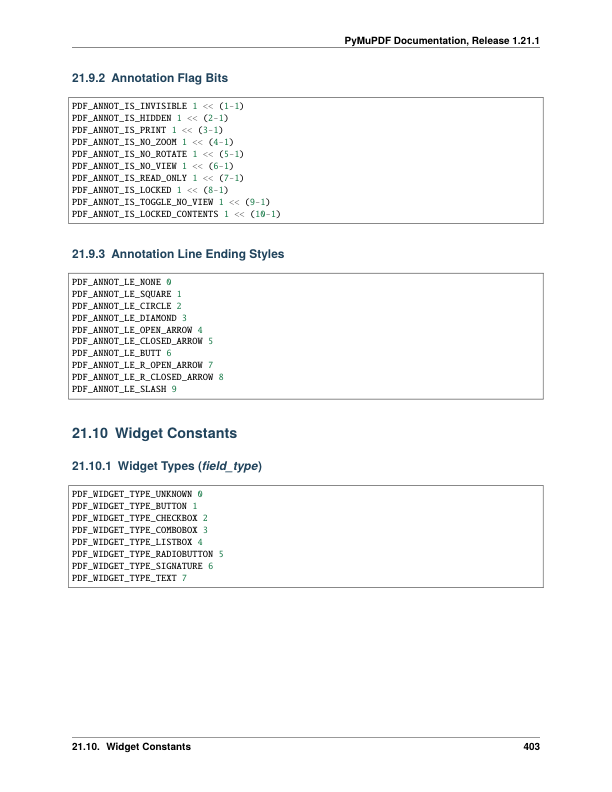 PyMuPDF Documentation, Release 1.21.1
21.9.2 Annotation Flag Bits
PDF_ANNOT_IS_INVISIBLE 1 << (1-1)
PDF_ANNOT_IS_HIDDEN 1 << (2-1)
PDF_ANNOT_IS_PRINT 1 << (3-1)
PDF_ANNOT_IS_NO_ZOOM 1 << (4-1)
PDF_ANNOT_IS_NO_ROTATE 1 << (5-1)
PDF_ANNOT_IS_NO_VIEW 1 << (6-1)
PDF_ANNOT_IS_READ_ONLY 1 << (7-1)
PDF_ANNOT_IS_LOCKED 1 << (8-1)
PDF_ANNOT_IS_TOGGLE_NO_VIEW 1 << (9-1)
PDF_ANNOT_IS_LOCKED_CONTENTS 1 << (10-1)
21.9.3 Annotation Line Ending Styles
PDF_ANNOT_LE_NONE 0
PDF_ANNOT_LE_SQUARE 1
PDF_ANNOT_LE_CIRCLE 2
PDF_ANNOT_LE_DIAMOND 3
PDF_ANNOT_LE_OPEN_ARROW 4
PDF_ANNOT_LE_CLOSED_ARROW 5
PDF_ANNOT_LE_BUTT 6
PDF_ANNOT_LE_R_OPEN_ARROW 7
PDF_ANNOT_LE_R_CLOSED_ARROW 8
PDF_ANNOT_LE_SLASH 9
21.10 Widget Constants
21.10.1 Widget Types (field_type)
PDF_WIDGET_TYPE_UNKNOWN 0
PDF_WIDGET_TYPE_BUTTON 1
PDF_WIDGET_TYPE_CHECKBOX 2
PDF_WIDGET_TYPE_COMBOBOX 3
PDF_WIDGET_TYPE_LISTBOX 4
PDF_WIDGET_TYPE_RADIOBUTTON 5
PDF_WIDGET_TYPE_SIGNATURE 6
PDF_WIDGET_TYPE_TEXT 7
21.10. Widget Constants 403